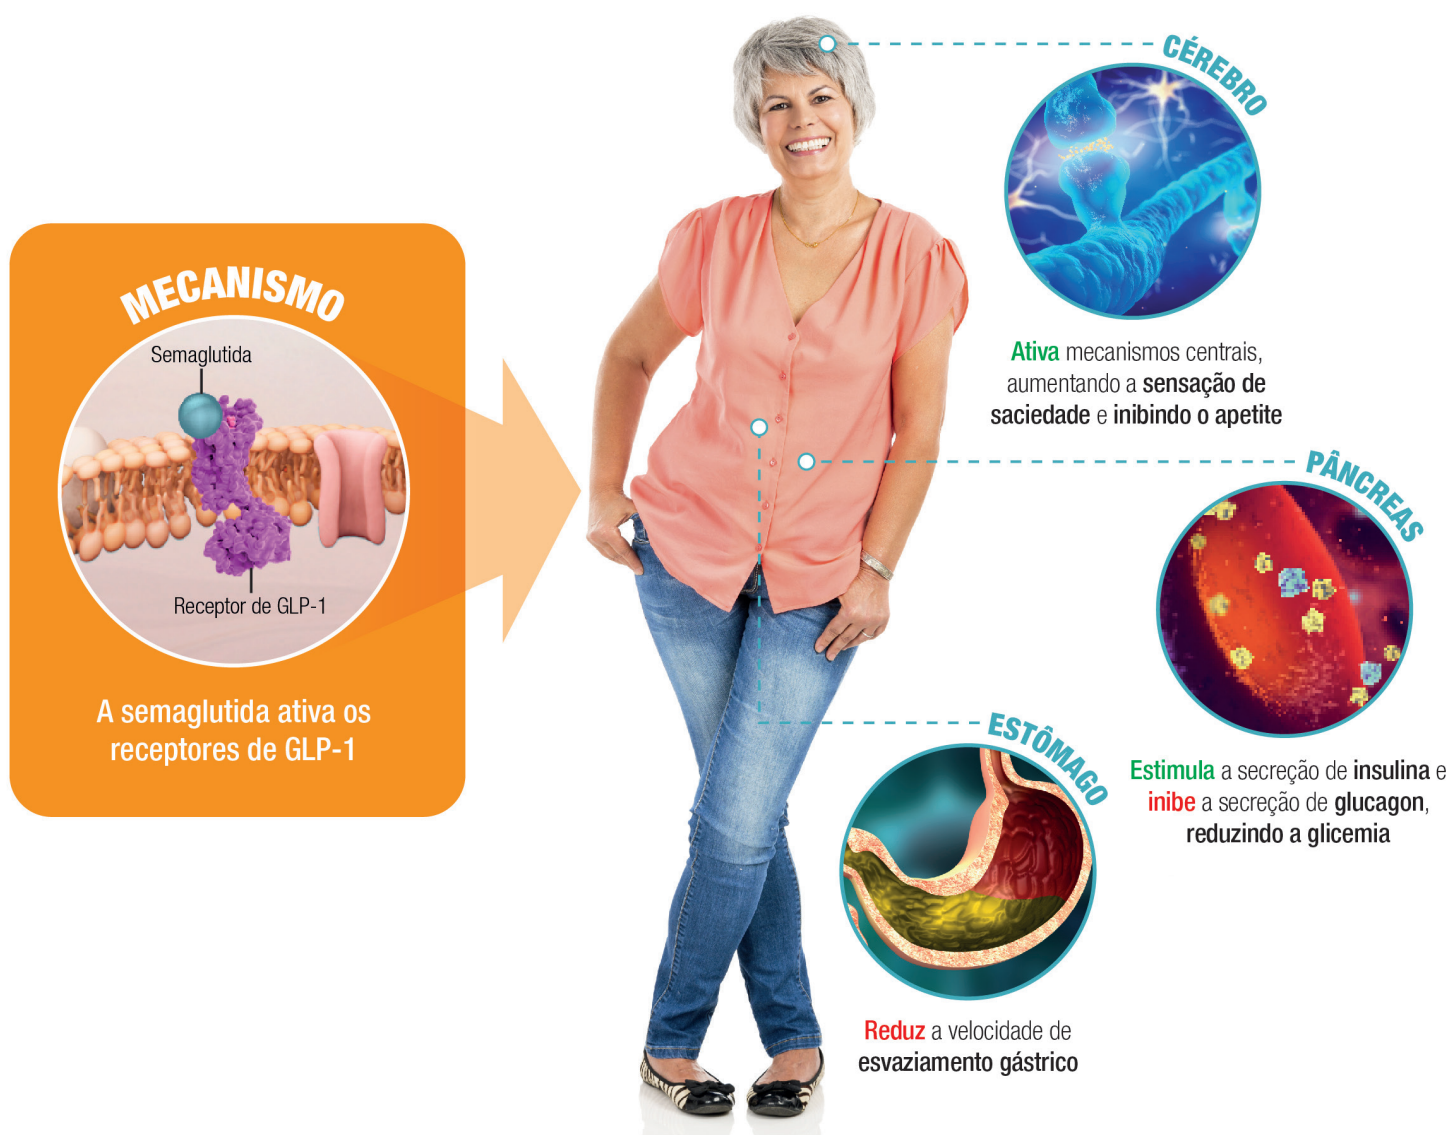 MECANISMO
Semaglutida
Receptor de GLP-1
A semaglutida ativa os
receptores de GLP-1
CÉREBRO
Ativa mecanismos centrais,
aumentando a sensação de
saciedade e inibindo o apetite
PÂNCREAS
Estimula a secreção de insulina e
inibe a secreção de glucagon,
reduzindo a glicemia
ESTÔMAGO
Reduz a velocidade de
esvaziamento gástrico